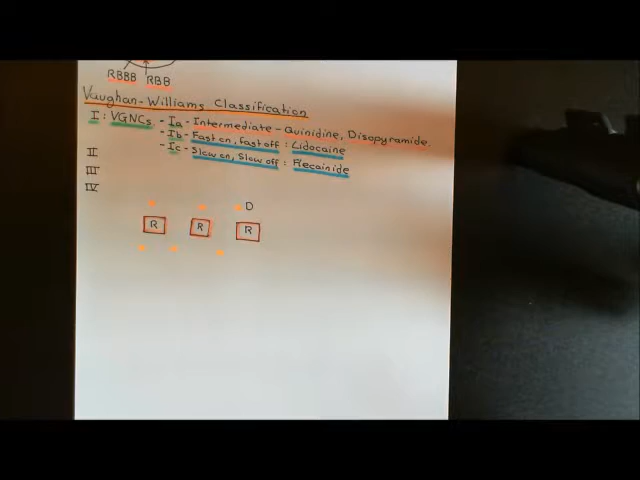 RBBB RBB
Vaughan-Williams Classification
I: VGNCs - Ia - Intermediate - Quinidine, Disopyramide.
- Ib - Fast on, fast off: Lidocaine
- Ic - Slow on, Slow off: Flecainide
II
III
IV
D
R R R